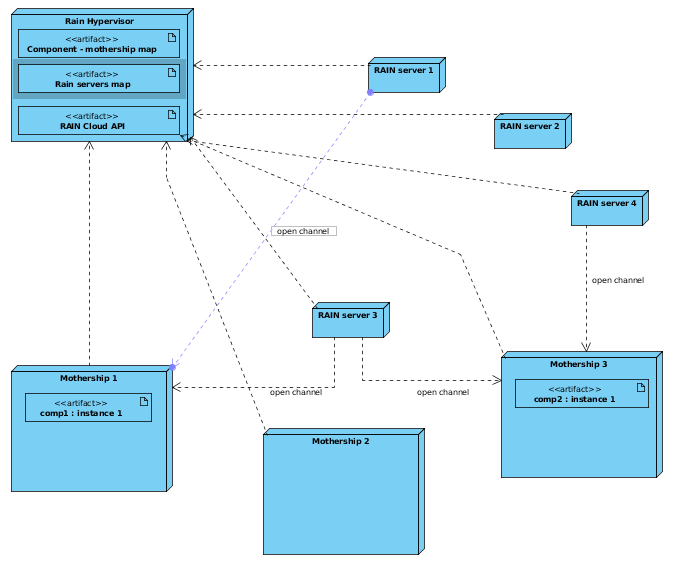 Rain Hypervisor
<<artifact>>
Component - mothership map
<<artifact>>
Rain servers map
<<artifact>>
RAIN Cloud API
RAIN server 1
RAIN server 2
RAIN server 4
open channel
open channel
RAIN server 3
Mothership 1
<<artifact>>
comp1 : instance 1
open channel
open channel
Mothership 3
<<artifact>>
comp2 : instance 1
Mothership 2